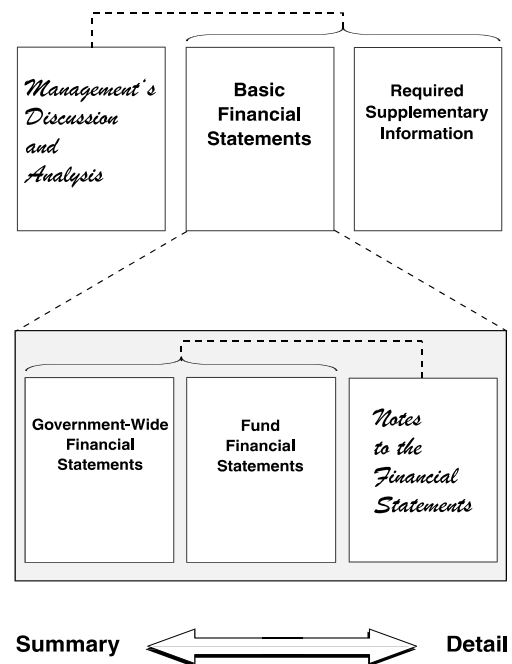 Management's
Discussion
and
Analysis
Basic
Financial
Statements
Required
Supplementary
Information
Government-Wide
Financial
Statements
Fund
Financial
Statements
Notes
to the
Financial
Statements
Summary
Detail